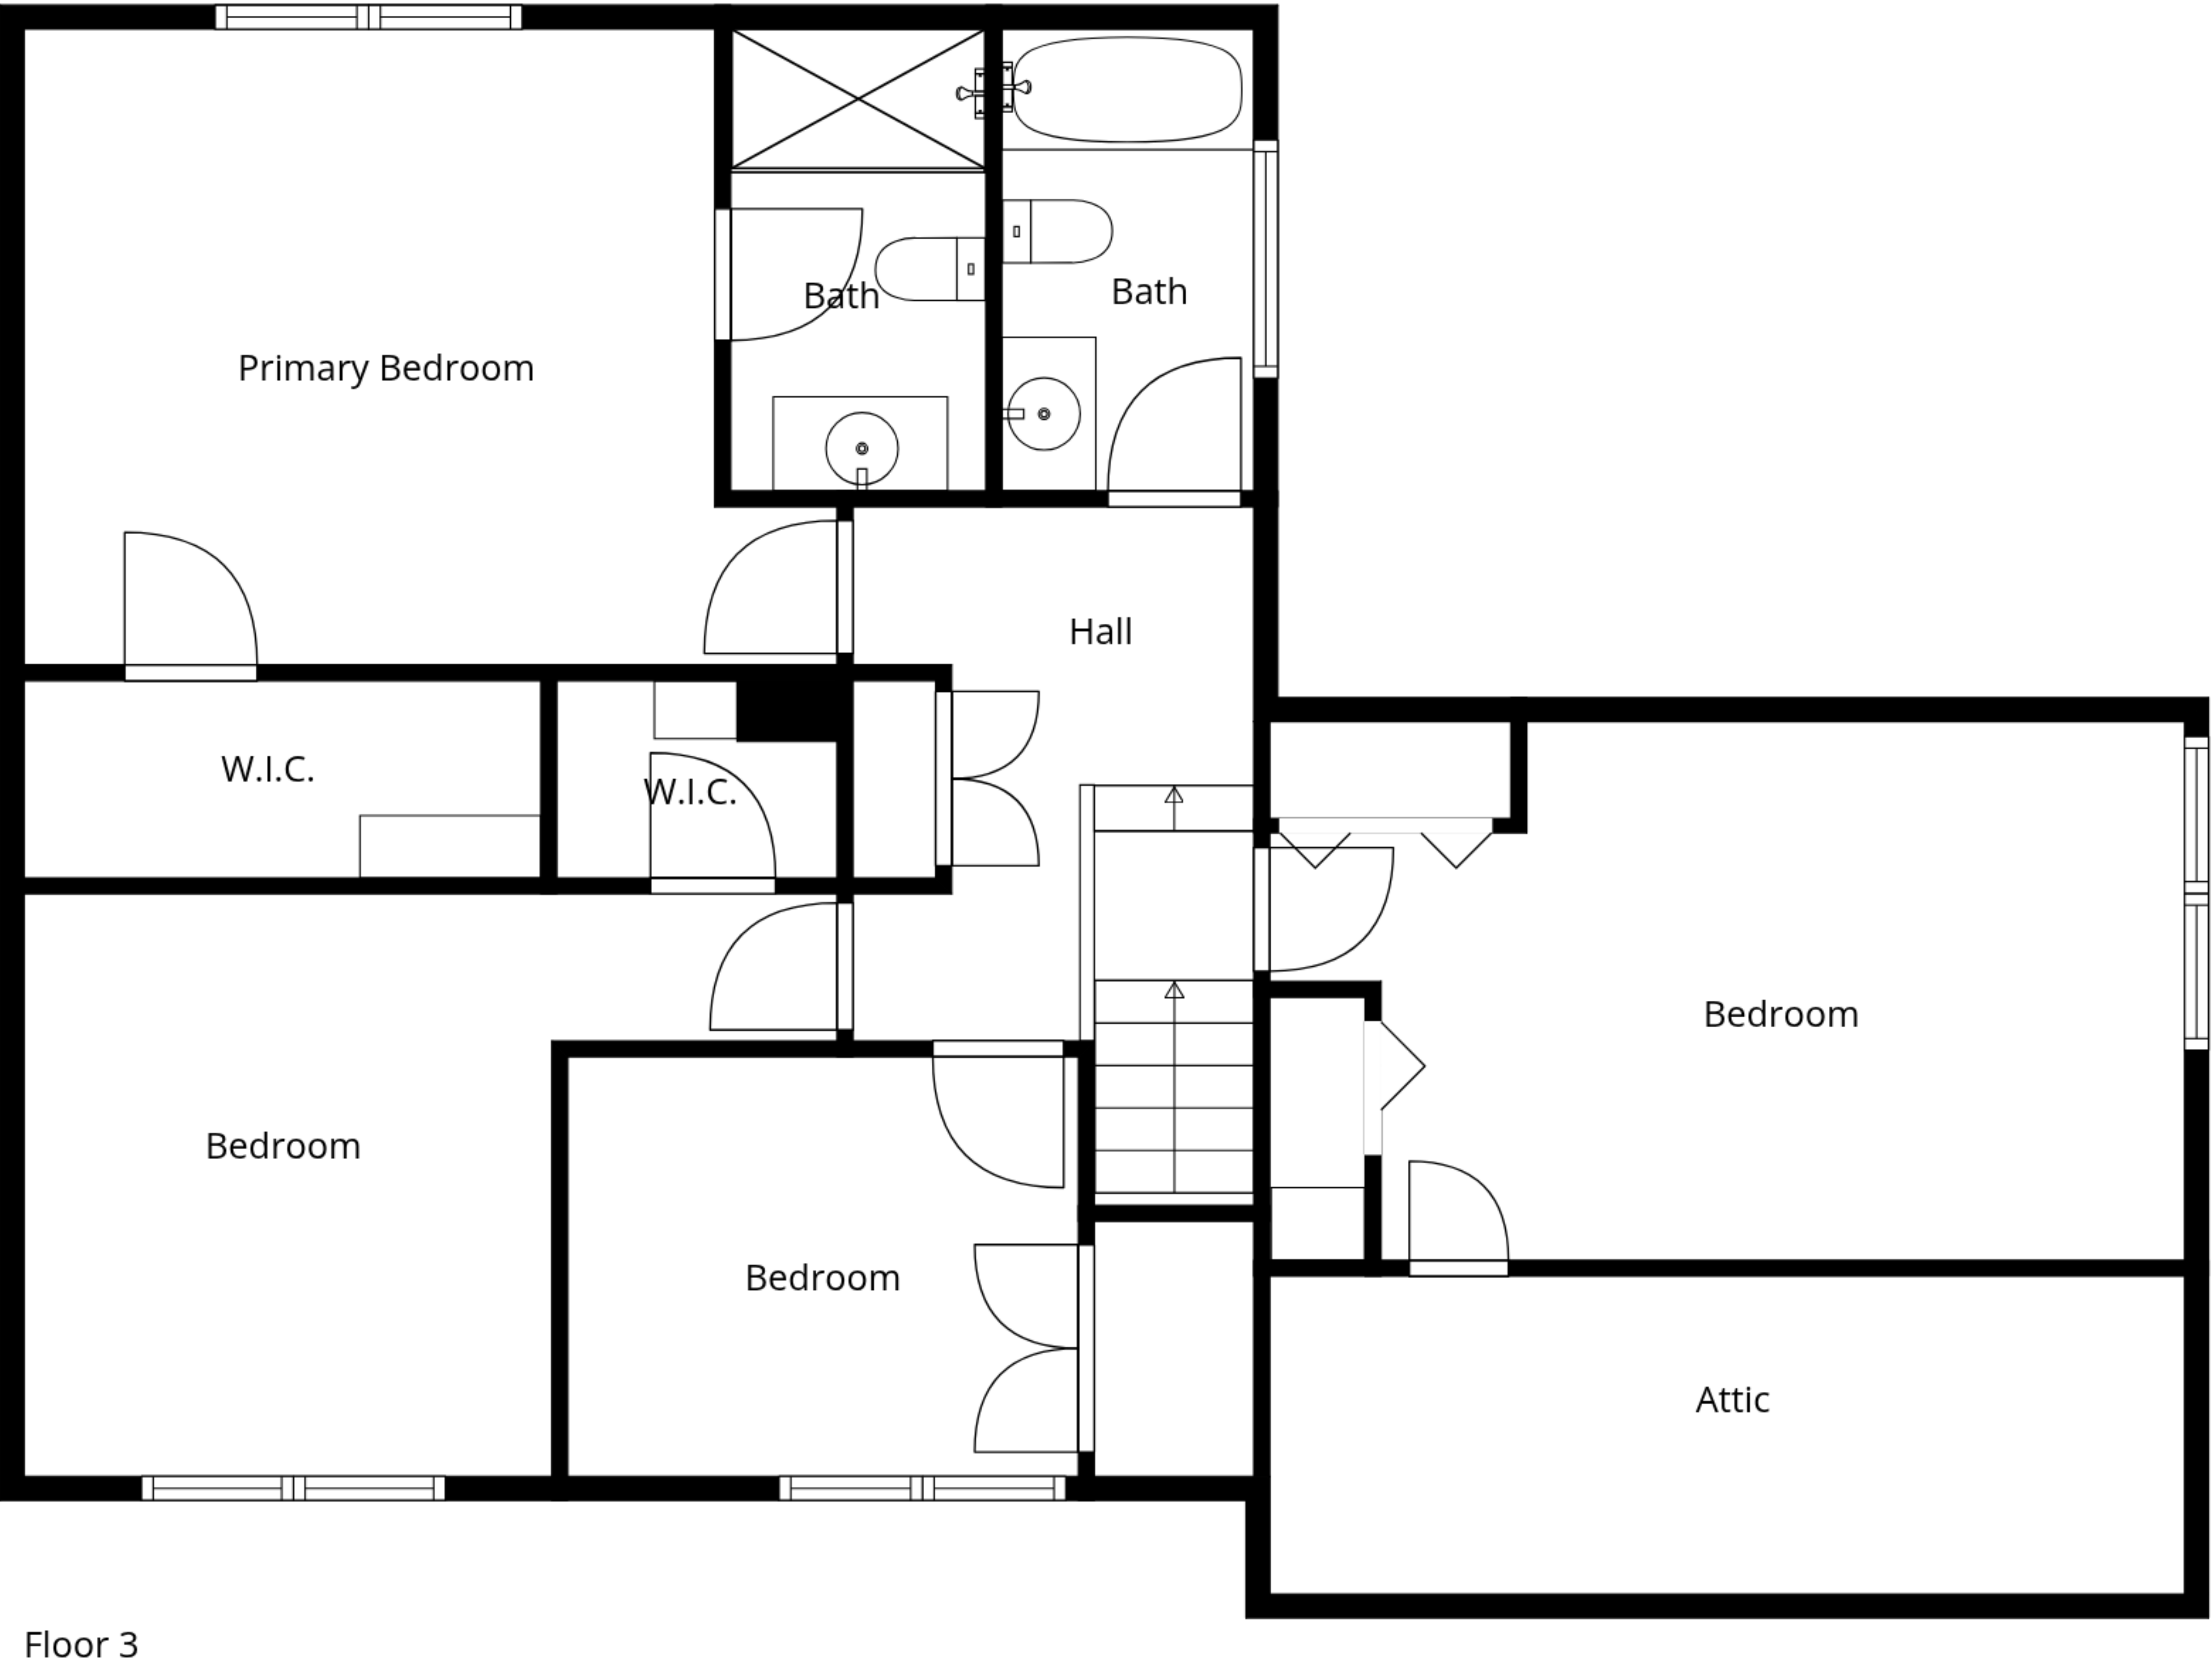 Bath
Bath
Primary Bedroom
Hall
W.I.C.
W.I.C.
Bedroom
Bedroom
Bedroom
Attic
Floor 3